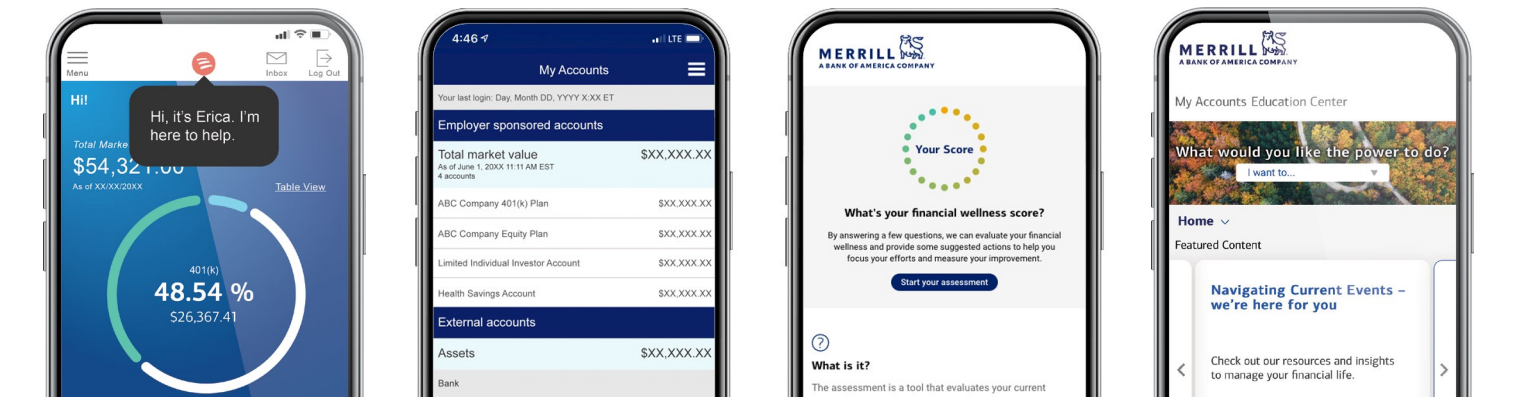 Menu
Inbox
Log Out
Hi!
Hi, it's Erica. I'm
here to help.
Total Marke
$54,321.00
As of XX/XX/20XX
Table View
401(k)
48.54 %
$26,367.41
4:46
LTE
My Accounts
Your last login: Day, Month DD, YYYY X:XX ET
Employer sponsored accounts
Total market value $XX,XXX.XX
As of June 1, 20XX 11:11 AM EST
4 accounts
ABC Company 401(k) Plan $XX,XXX.XX
ABC Company Equity Plan $XX,XXX.XX
Limited Individual Investor Account $XX,XXX.XX
Health Savings Account $XX,XXX.XX
External accounts
Assets $XX,XXX.XX
Bank
MERRILL
A BANK OF AMERICA COMPANY
Your Score
What's your financial wellness score?
By answering a few questions, we can evaluate your financial
wellness and provide some suggested actions to help you
focus your efforts and measure your improvement.
Start your assessment
?
What is it?
The assessment is a tool that evaluates your current
MERRILL
A BANK OF AMERICA COMPANY
My Accounts Education Center
What would you like the power to do?
I want to...
Home
Featured Content
Navigating Current Events –
we're here for you
Check out our resources and insights
to manage your financial life.